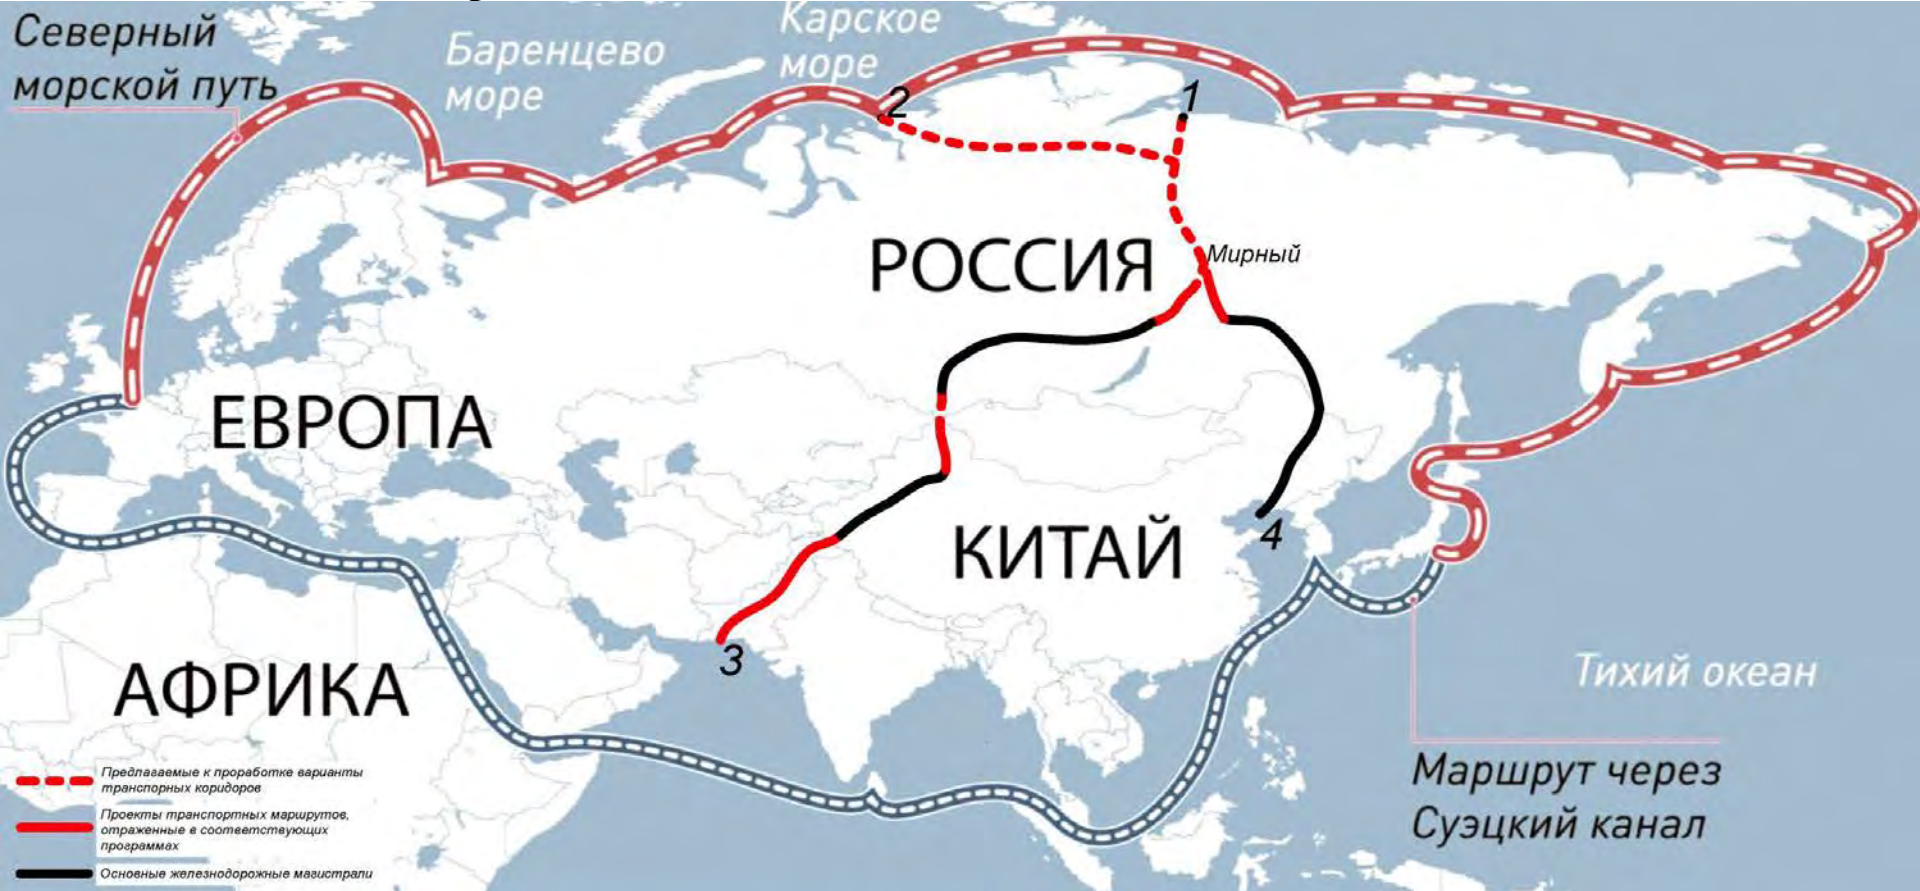 Северный
морской путь
Баренцево
море
Карское
море
2
1
РОССИЯ
Мирный
ЕВРОПА
КИТАЙ
4
3
АФРИКА
Тихий океан
Маршрут через
Суэцкий канал
Предлагаемые к проработке варианты
транспорных коридоров
Проекты транспортных маршрутов,
отраженные в соответствующих
программах
Основные железнодорожные магистрали